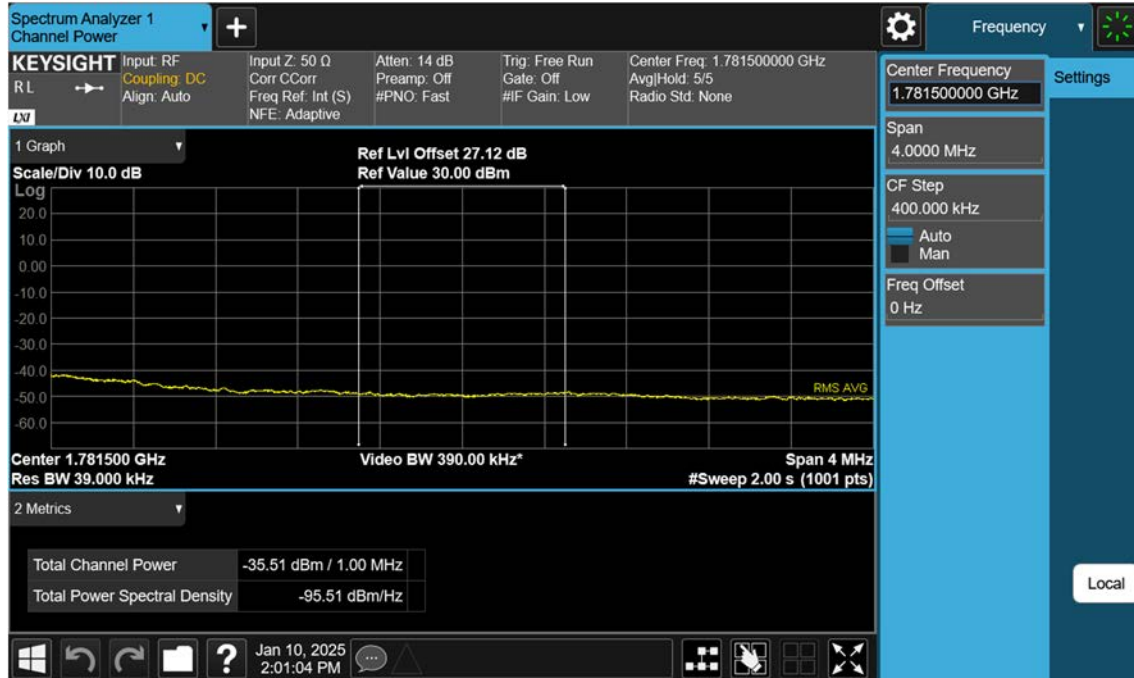 Spectrum Analyzer 1
Channel Power
+
Frequency
KEYSIGHT
R L
LXI
Input: RF
Coupling: DC
Align: Auto
Input Z: 50 Ω
Corr CCorr
Freq Ref: Int (S)
NFE: Adaptive
Atten: 14 dB
Preamp: Off
#PNO: Fast
Trig: Free Run
Gate: Off
#IF Gain: Low
Center Freq: 1.781500000 GHz
Avg|Hold: 5/5
Radio Std: None
Center Frequency
1.781500000 GHz
Settings
Span
4.0000 MHz
CF Step
400.000 kHz
Auto
Man
Freq Offset
0 Hz
Local
1 Graph
Scale/Div 10.0 dB
Ref Lvl Offset 27.12 dB
Ref Value 30.00 dBm
Log
20.0
10.0
0.00
-10.0
-20.0
-30.0
-40.0
-50.0
-60.0
RMS AVG
Center 1.781500 GHz
Video BW 390.00 kHz*
Span 4 MHz
Res BW 39.000 kHz
#Sweep 2.00 s (1001 pts)
2 Metrics
Total Channel Power -35.51 dBm / 1.00 MHz
Total Power Spectral Density -95.51 dBm/Hz
?
Jan 10, 2025
2:01:04 PM